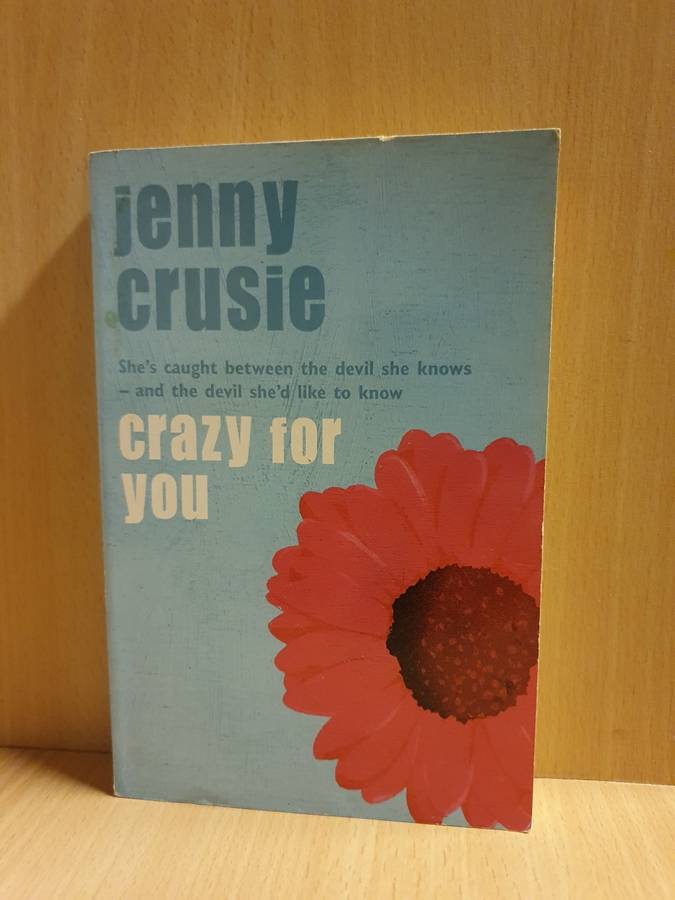 jenny
crusie
She's caught between the devil she knows
– and the devil she'd like to know
crazy for
you